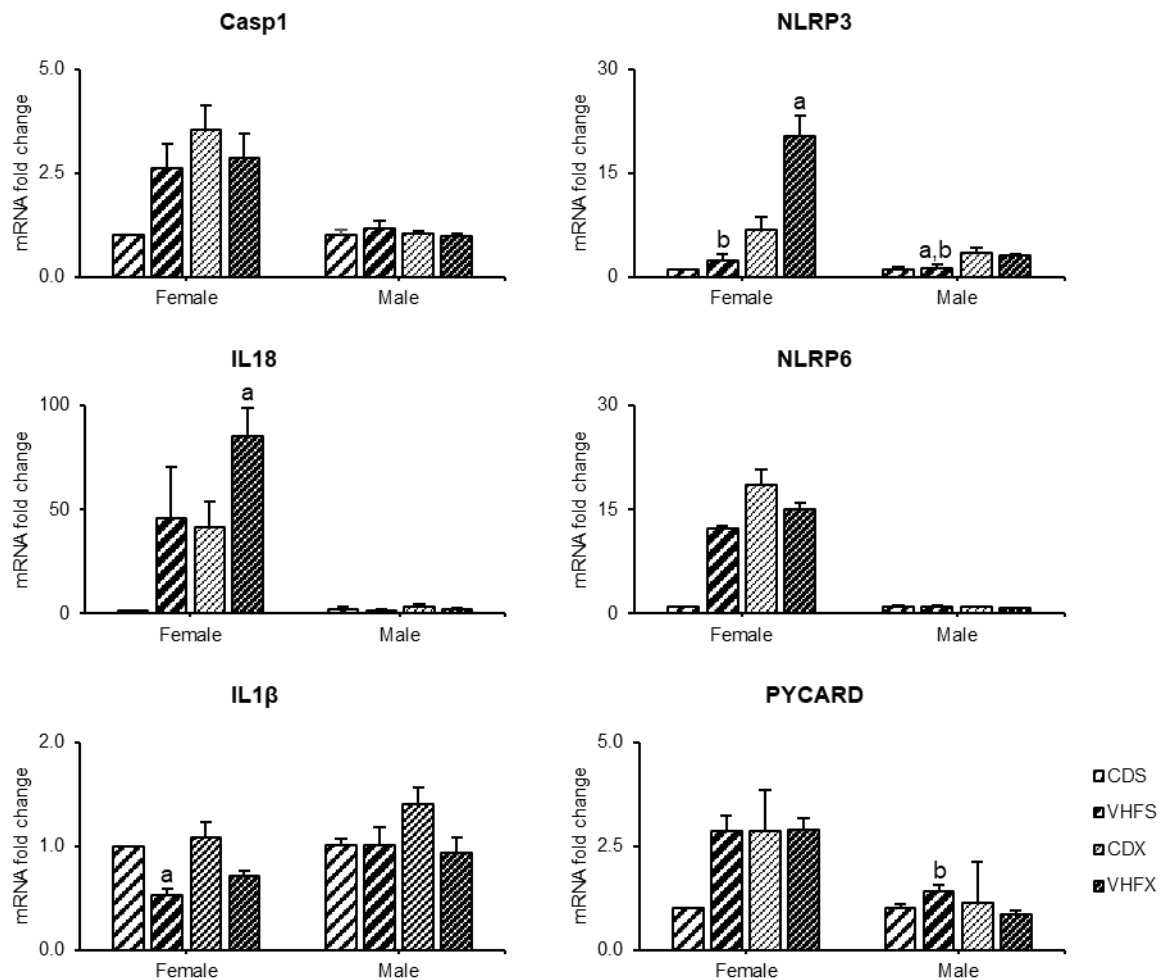 Casp1
mRNA fold change
5.0
2.5
0.0
Female
Male
NLRP3
mRNA fold change
30
15
0
b
a
a,b
Female
Male
IL18
mRNA fold change
100
50
0
a
Female
Male
NLRP6
mRNA fold change
30
15
0
Female
Male
IL1β
mRNA fold change
2.0
1.0
0.0
a
Female
Male
PYCARD
mRNA fold change
5.0
2.5
0.0
b
Female
Male
CDS
VHFS
CDX
VHFX